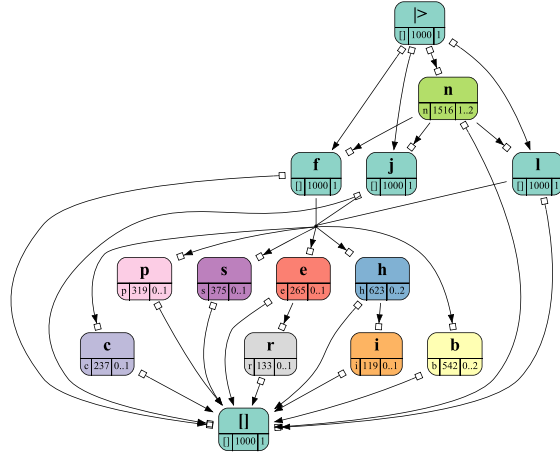 |>
[] 1000 1
n
n 1516 1..2
f
[] 1000 1
j
[] 1000 1
l
[] 1000 1
p
p 319 0..1
s
s 375 0..1
e
e 265 0..1
h
h 623 0..2
c
c 237 0..1
r
r 133 0..1
i
i 119 0..1
b
b 542 0..2
[]
[] 1000 1